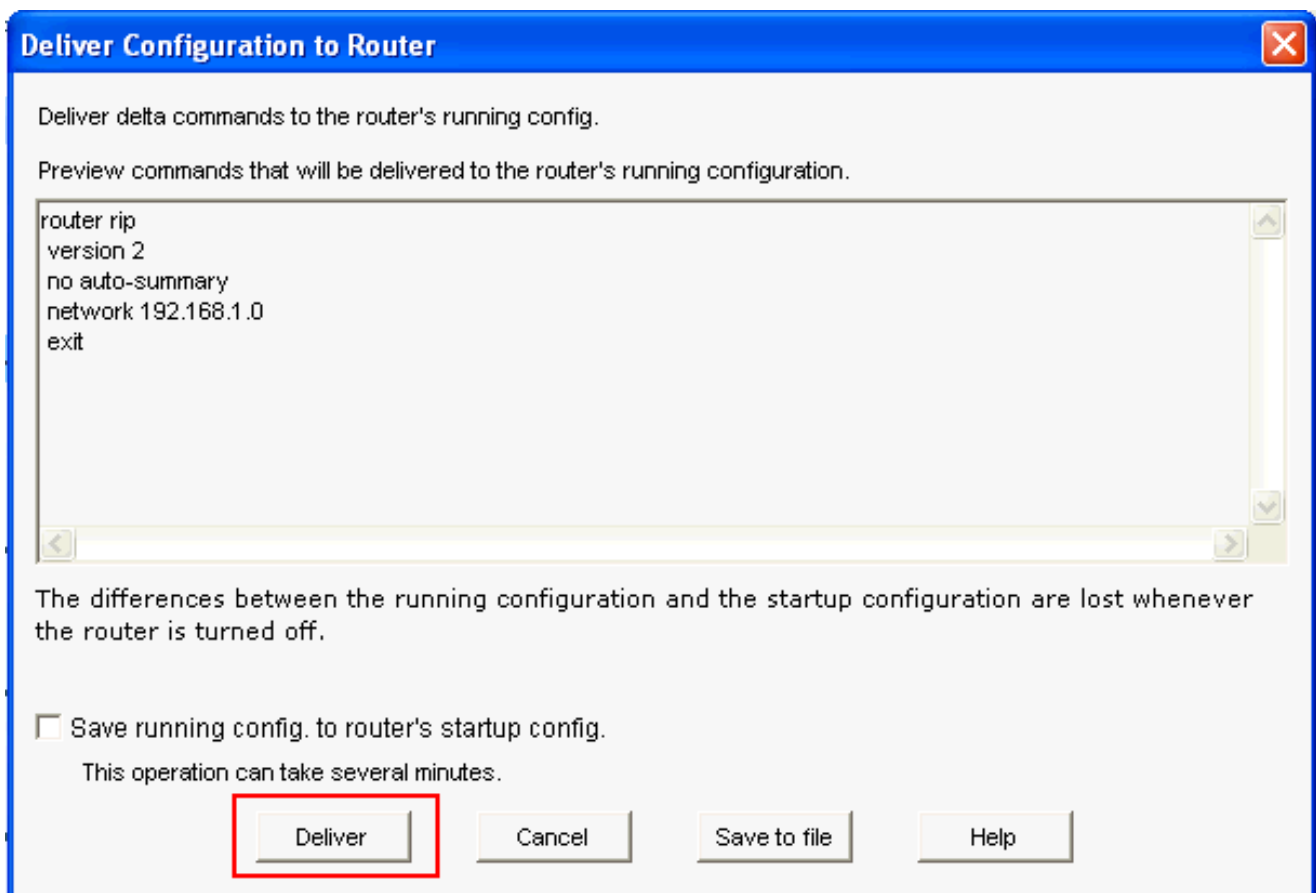 Deliver Configuration to Router
Deliver delta commands to the router's running config.
Preview commands that will be delivered to the router's running configuration.
router rip
version 2
no auto-summary
network 192.168.1.0
exit
The differences between the running configuration and the startup configuration are lost whenever
the router is turned off.
Save running config. to router's startup config.
This operation can take several minutes.
Deliver Cancel Save to file Help